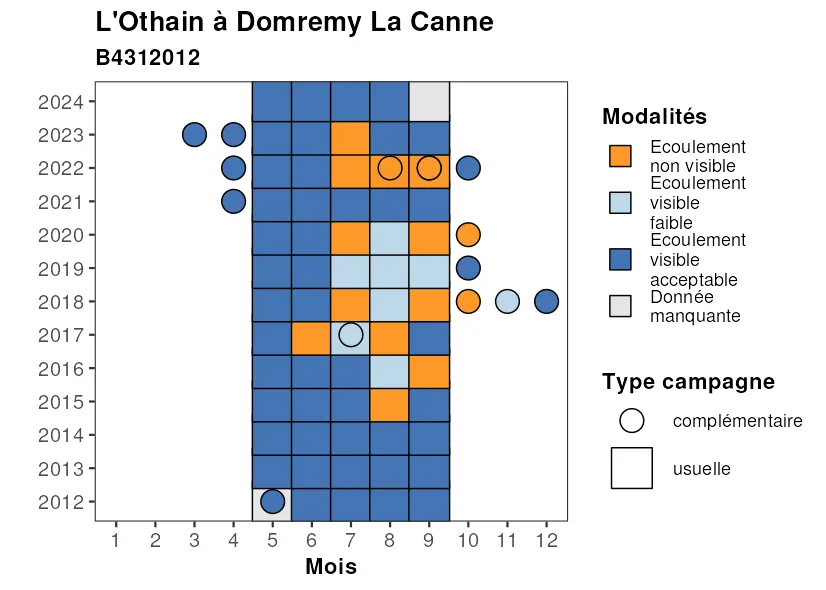 L'Othain à Domremy La Canne
B4312012
2024
2023
2022
2021
2020
2019
2018
2017
2016
2015
2014
2013
2012
1 2 3 4 5 6 7 8 9 10 11 12
Mois
Modalités
Ecoulement
non visible
Ecoulement
visible
faible
Ecoulement
visible
acceptable
Donnée
manquante
Type campagne
complémentaire
usuelle